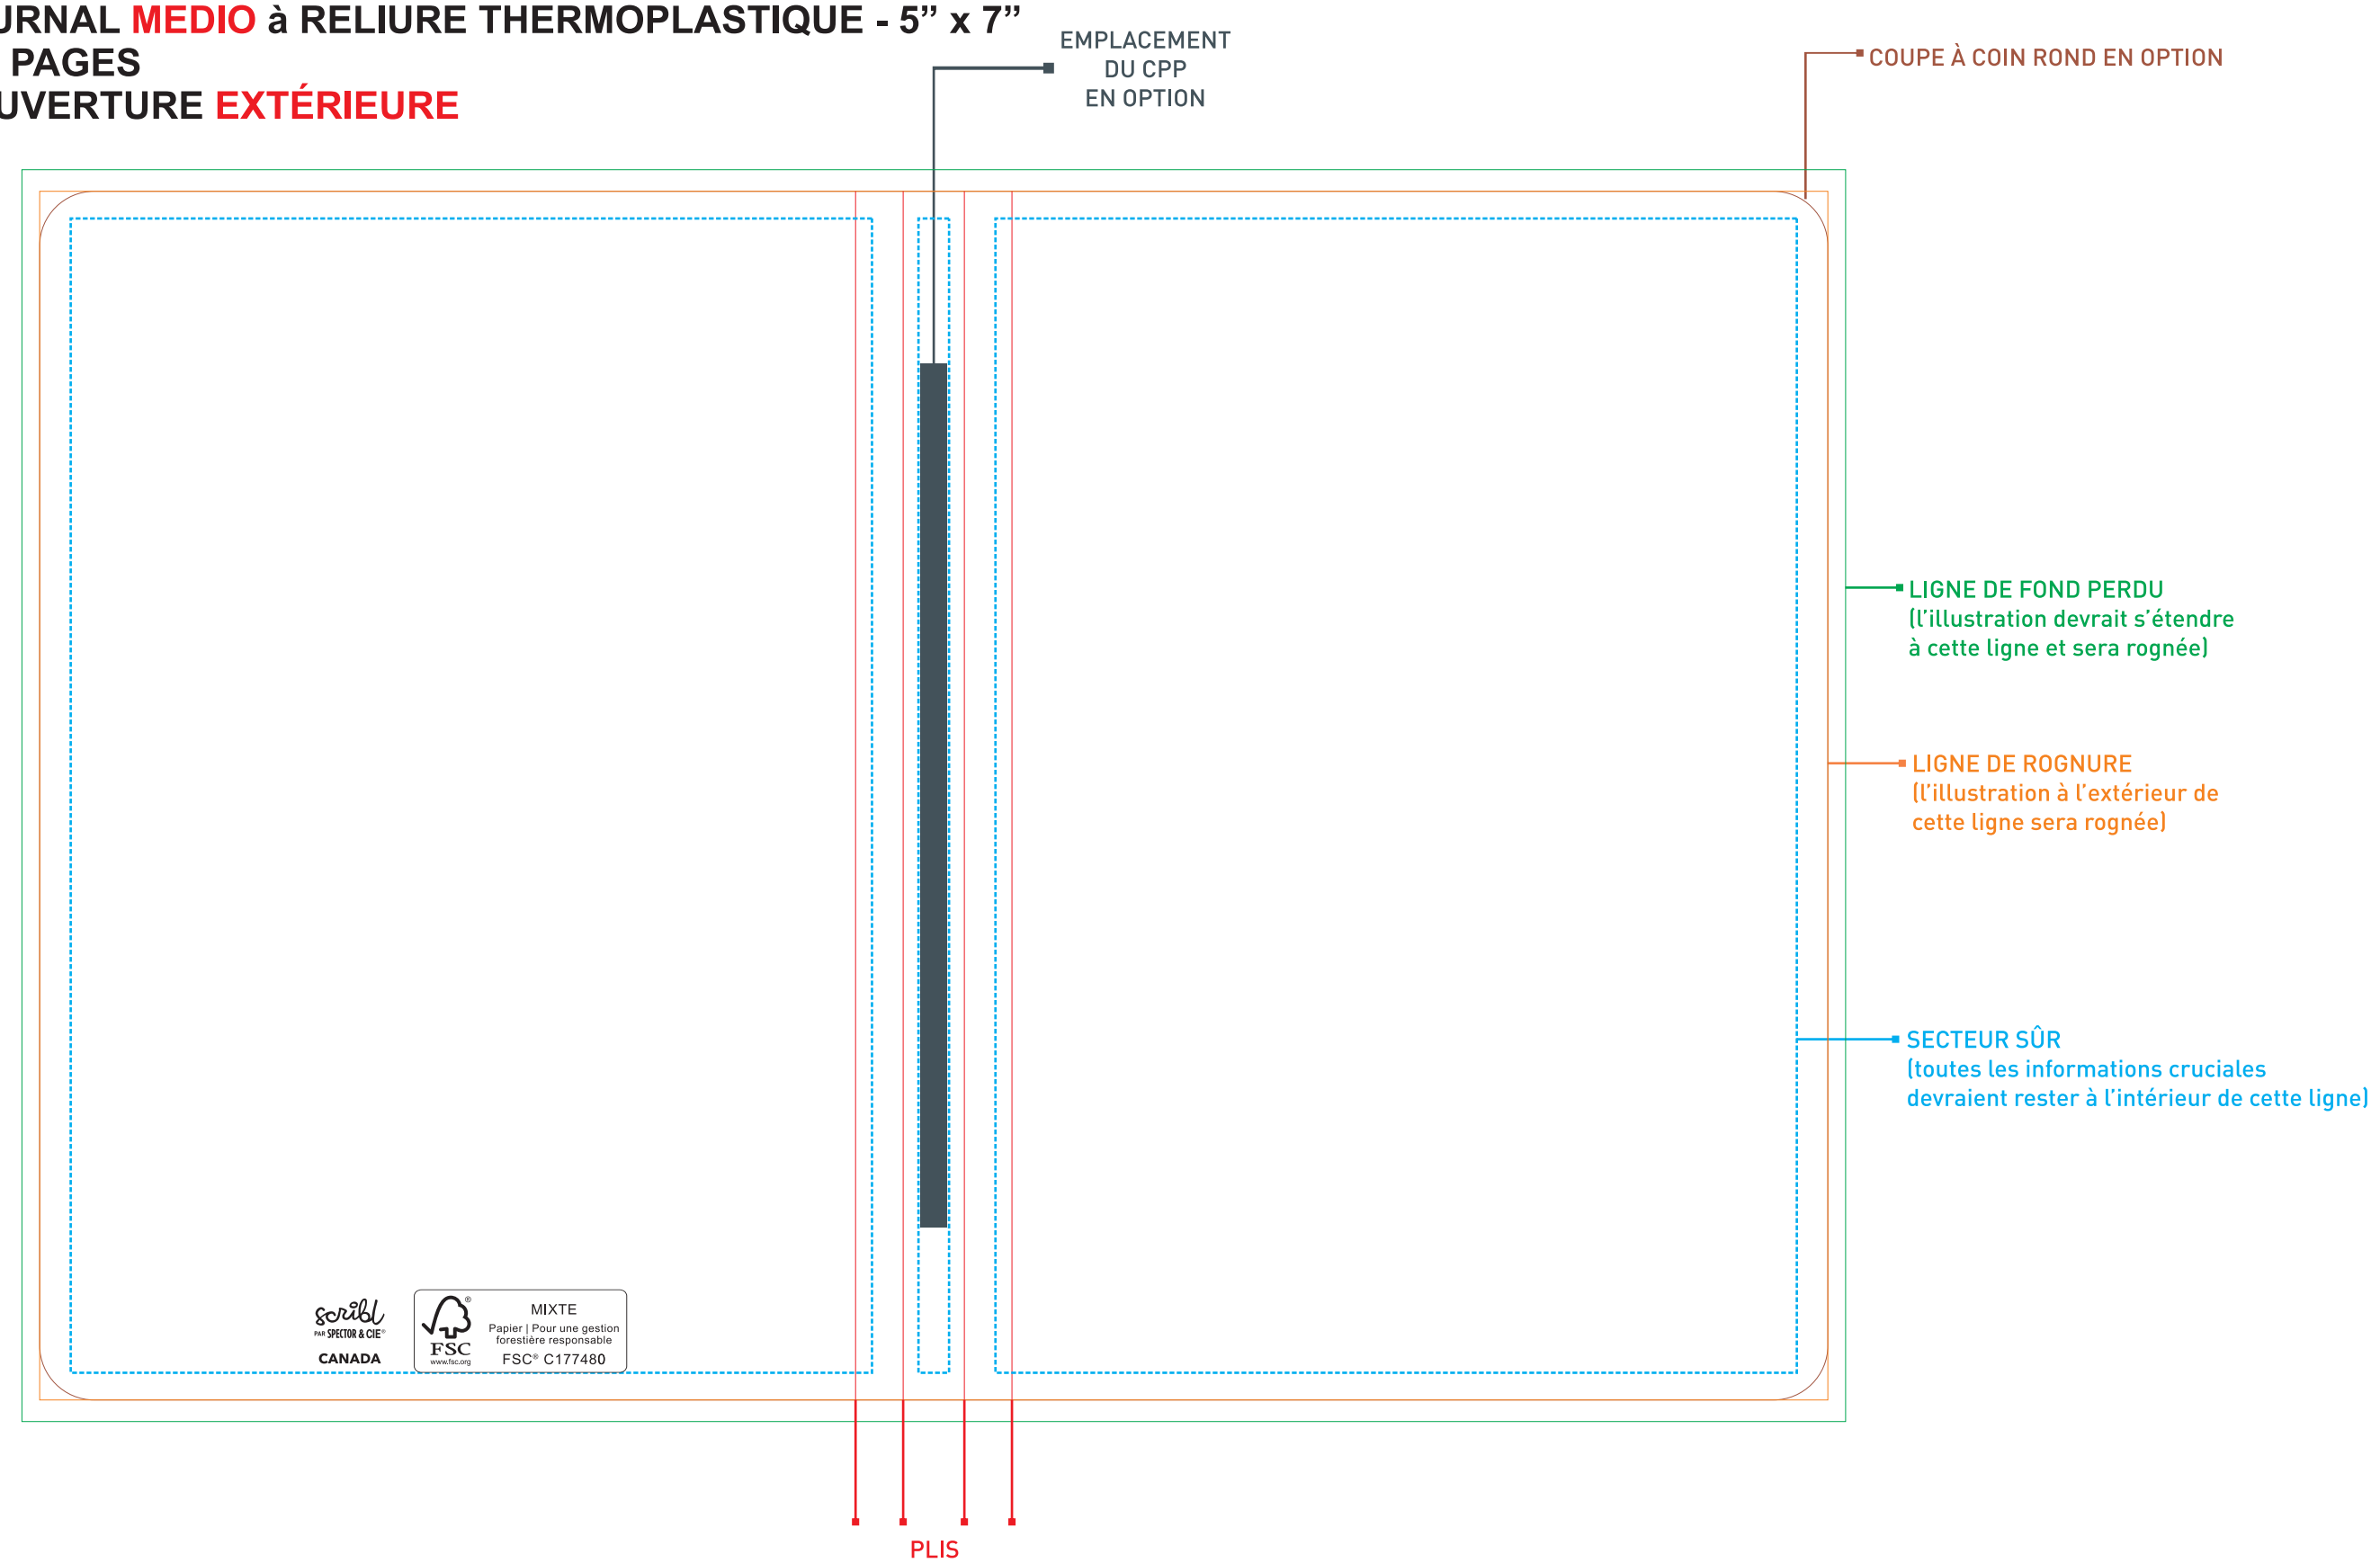 URNAL MEDIO à RELIURE THERMOPLASTIQUE - 5” x 7”
PAGES
UVERTURE EXTÉRIEURE
EMPLACEMENT
DU CPP
EN OPTION
COUPE À COIN ROND EN OPTION
LIGNE DE FOND PERDU
(l’illustration devrait s’étendre
à cette ligne et sera rognée)
LIGNE DE ROGNURE
(l’illustration à l’extérieur de
cette ligne sera rognée)
SECTEUR SÛR
(toutes les informations cruciales
devraient rester à l’intérieur de cette ligne)
scribl
PAR SPECTOR & CIE®
CANADA
®
FSC
www.fsc.org
MIXTE
Papier | Pour une gestion
forestière responsable
FSC® C177480
PLIS